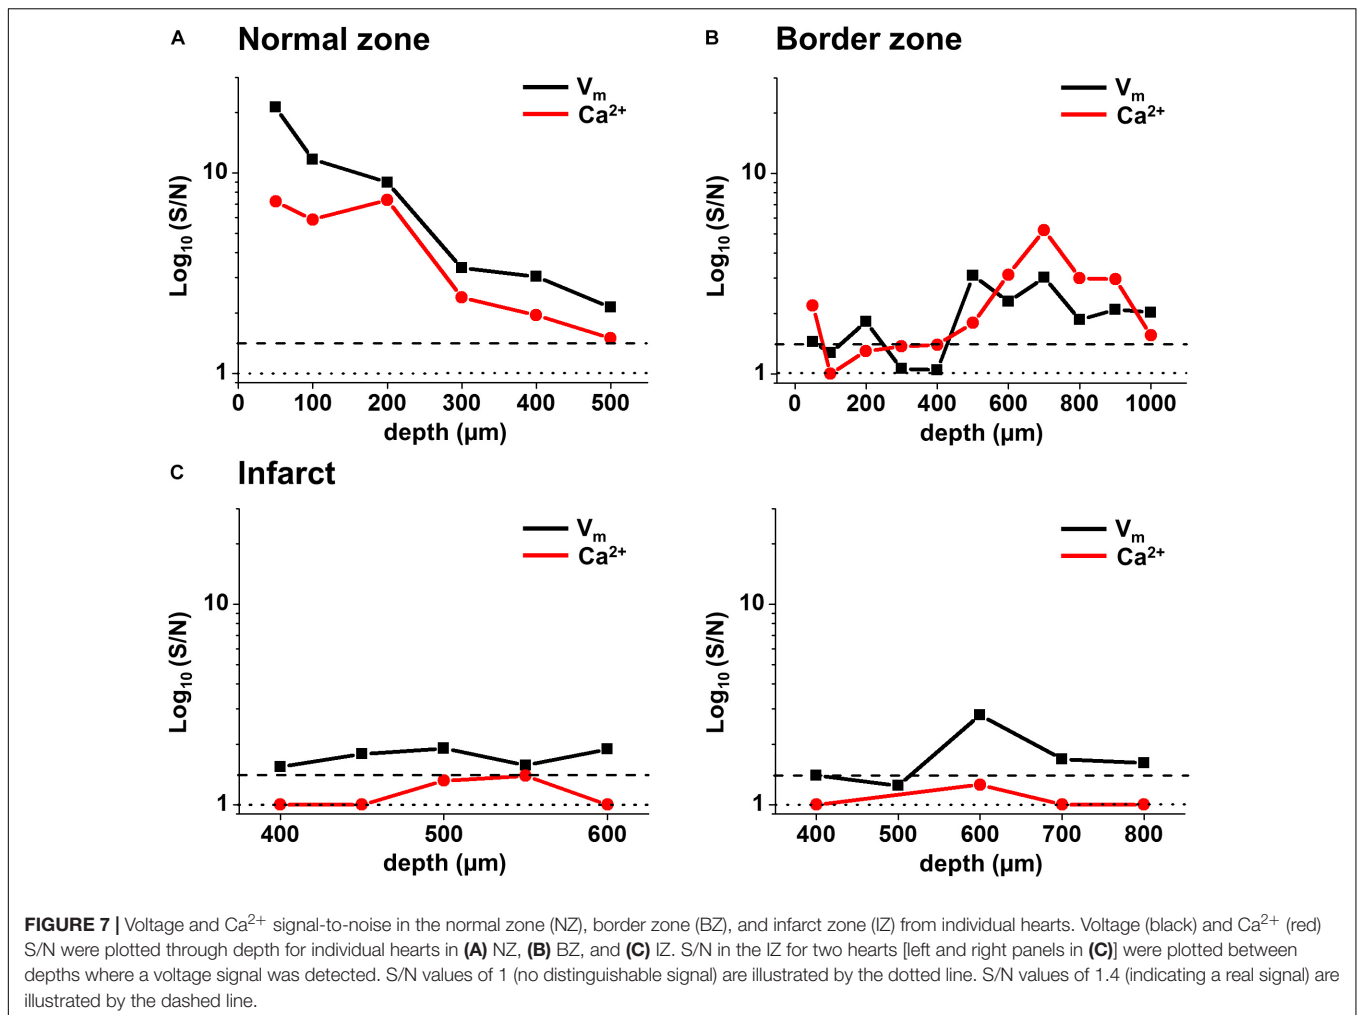 A Normal zone
V_m
Ca²⁺
10
1
Log₁₀ (S/N)
0 100 200 300 400 500
depth (µm)
B Border zone
V_m
Ca²⁺
10
1
Log₁₀ (S/N)
0 200 400 600 800 1000
depth (µm)
C Infarct
V_m
Ca²⁺
10
1
Log₁₀ (S/N)
400 500 600
depth (µm)
V_m
Ca²⁺
10
1
Log₁₀ (S/N)
400 500 600 700 800
depth (µm)
FIGURE 7 | Voltage and Ca²⁺ signal-to-noise in the normal zone (NZ), border zone (BZ), and infarct zone (IZ) from individual hearts. Voltage (black) and Ca²⁺ (red)
S/N were plotted through depth for individual hearts in (A) NZ, (B) BZ, and (C) IZ. S/N in the IZ for two hearts [left and right panels in (C)] were plotted between
depths where a voltage signal was detected. S/N values of 1 (no distinguishable signal) are illustrated by the dotted line. S/N values of 1.4 (indicating a real signal) are
illustrated by the dashed line.